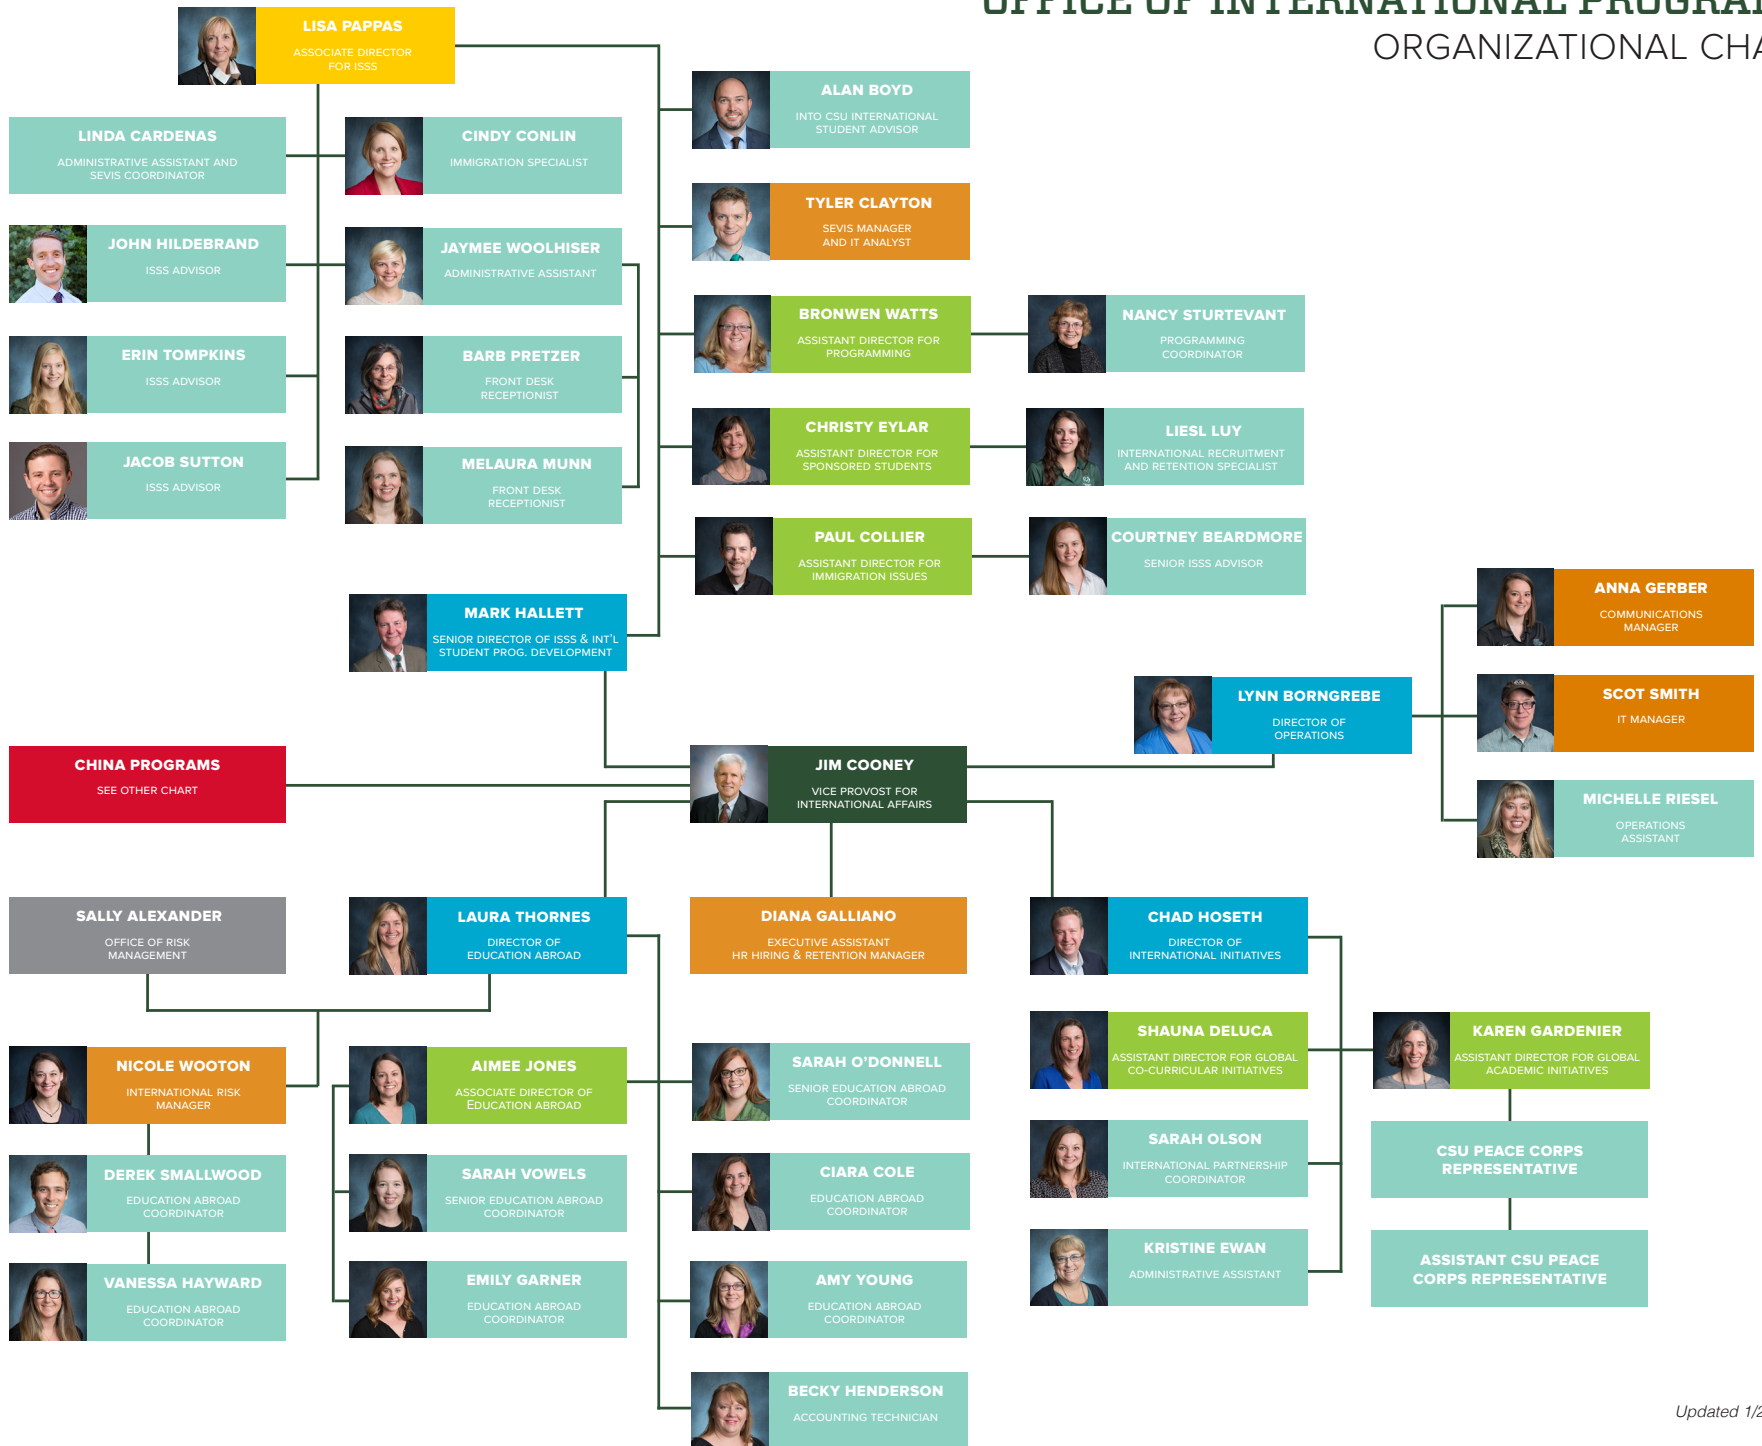 OFFICE OF INTERNATIONAL
ORGANIZATIONAL
LISA PAPPAS
ASSOCIATE DIRECTOR
FOR ISSS
LINDA CARDENAS
ADMINISTRATIVE ASSISTANT AND
SEVIS COORDINATOR
CINDY CONLIN
IMMIGRATION SPECIALIST
JOHN HILDEBRAND
ISSS ADVISOR
JAYMEE WOOLHISER
ADMINISTRATIVE ASSISTANT
ERIN TOMPKINS
ISSS ADVISOR
BARB PRETZER
FRONT DESK
RECEPTIONIST
JACOB SUTTON
ISSS ADVISOR
MELAURA MUNN
FRONT DESK
RECEPTIONIST
ALAN BOYD
INTO CSU INTERNATIONAL
STUDENT ADVISOR
TYLER CLAYTON
SEVIS MANAGER
AND IT ANALYST
BRONWEN WATTS
ASSISTANT DIRECTOR FOR
PROGRAMMING
NANCY STURTEVANT
PROGRAMMING
COORDINATOR
CHRISTY EYLAR
ASSISTANT DIRECTOR FOR
SPONSORED STUDENTS
LIESL LUY
INTERNATIONAL RECRUITMENT
AND RETENTION SPECIALIST
PAUL COLLIER
ASSISTANT DIRECTOR FOR
IMMIGRATION ISSUES
COURTNEY BEARDMORE
SENIOR ISSS ADVISOR
MARK HALLETT
SENIOR DIRECTOR OF ISSS & INT'L
STUDENT PROG. DEVELOPMENT
ANNA GERBER
COMMUNICATIONS
MANAGER
LYNN BORNGREBE
DIRECTOR OF
OPERATIONS
SCOT SMITH
IT MANAGER
MICHELLE RIESEL
OPERATIONS
ASSISTANT
CHINA PROGRAMS
SEE OTHER CHART
JIM COONEY
VICE PROVOST FOR
INTERNATIONAL AFFAIRS
SALLY ALEXANDER
OFFICE OF RISK
MANAGEMENT
LAURA THORNES
DIRECTOR OF
EDUCATION ABROAD
DIANA GALLIANO
EXECUTIVE ASSISTANT
HR HIRING & RETENTION MANAGER
CHAD HOSETH
DIRECTOR OF
INTERNATIONAL INITIATIVES
NICOLE WOOTON
INTERNATIONAL RISK
MANAGER
AIMEE JONES
ASSOCIATE DIRECTOR OF
EDUCATION ABROAD
SARAH O'DONNELL
SENIOR EDUCATION ABROAD
COORDINATOR
SHAUNA DELUCA
ASSISTANT DIRECTOR FOR GLOBAL
CO-CURRICULAR INITIATIVES
KAREN GARDENIER
ASSISTANT DIRECTOR FOR GLOBAL
ACADEMIC INITIATIVES
DEREK SMALLWOOD
EDUCATION ABROAD
COORDINATOR
SARAH VOWELS
SENIOR EDUCATION ABROAD
COORDINATOR
CIARA COLE
EDUCATION ABROAD
COORDINATOR
SARAH OLSON
INTERNATIONAL PARTNERSHIP
COORDINATOR
CSU PEACE CORPS
REPRESENTATIVE
VANESSA HAYWARD
EDUCATION ABROAD
COORDINATOR
EMILY GARNER
EDUCATION ABROAD
COORDINATOR
AMY YOUNG
EDUCATION ABROAD
COORDINATOR
KRISTINE EWAN
ADMINISTRATIVE ASSISTANT
ASSISTANT CSU PEACE
CORPS REPRESENTATIVE
BECKY HENDERSON
ACCOUNTING TECHNICIAN
Updated